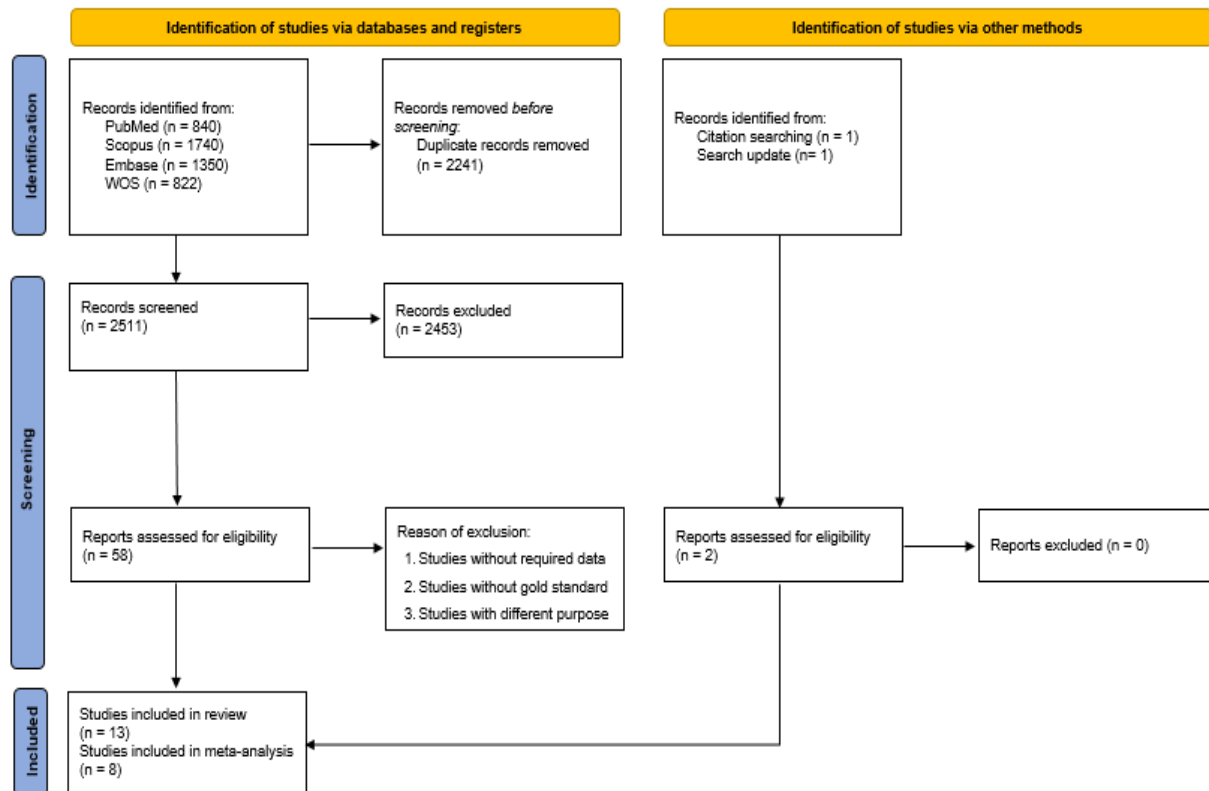 Identification of studies via databases and registers
Identification of studies via other methods
Identification
Records identified from:
PubMed (n = 840)
Scopus (n = 1740)
Embase (n = 1350)
WOS (n = 822)
Records removed before
screening:
Duplicate records removed
(n = 2241)
Records identified from:
Citation searching (n = 1)
Search update (n= 1)
Screening
Records screened
(n = 2511)
Records excluded
(n = 2453)
Reports assessed for eligibility
(n = 58)
Reason of exclusion:
1. Studies without required data
2. Studies without gold standard
3. Studies with different purpose
Reports assessed for eligibility
(n = 2)
Reports excluded (n = 0)
Included
Studies included in review
(n = 13)
Studies included in meta-analysis
(n = 8)